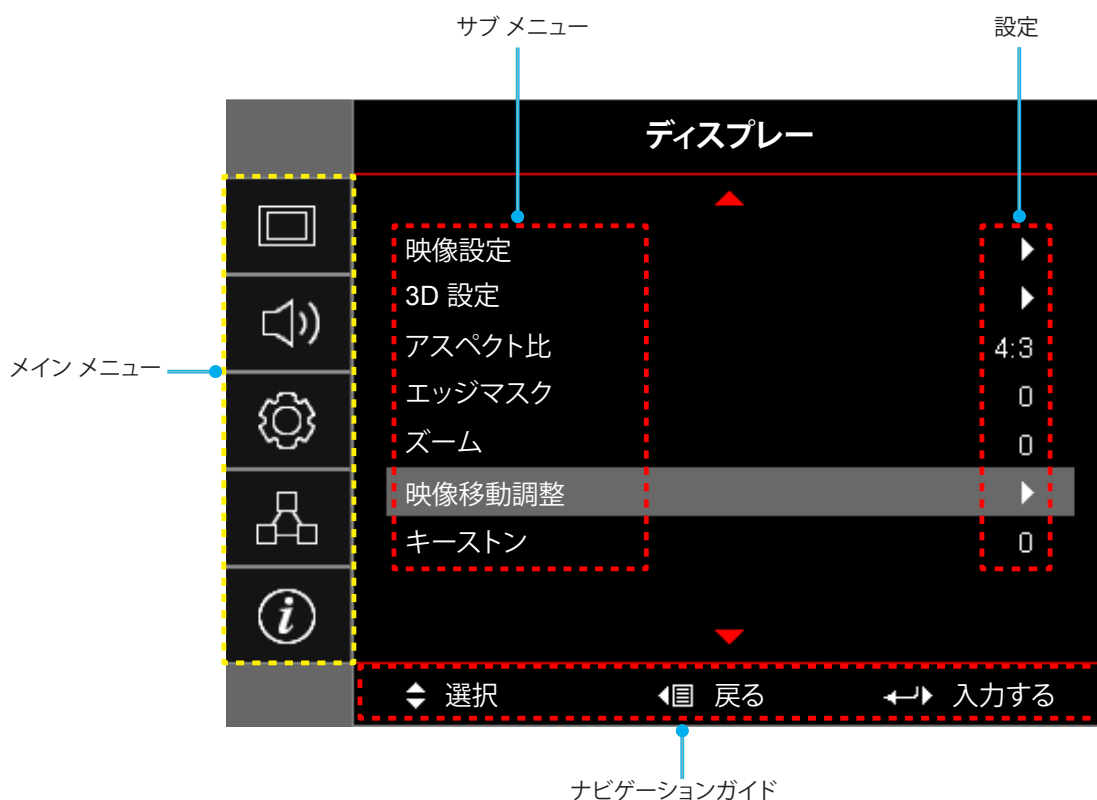 サブ メニュー
設定
ディスプレー
映像設定
3D 設定
アスペクト比 4:3
エッジマスク 0
ズーム 0
映像移動調整
キーストン 0
メイン メニュー
選択 戻る 入力する
ナビゲーションガイド